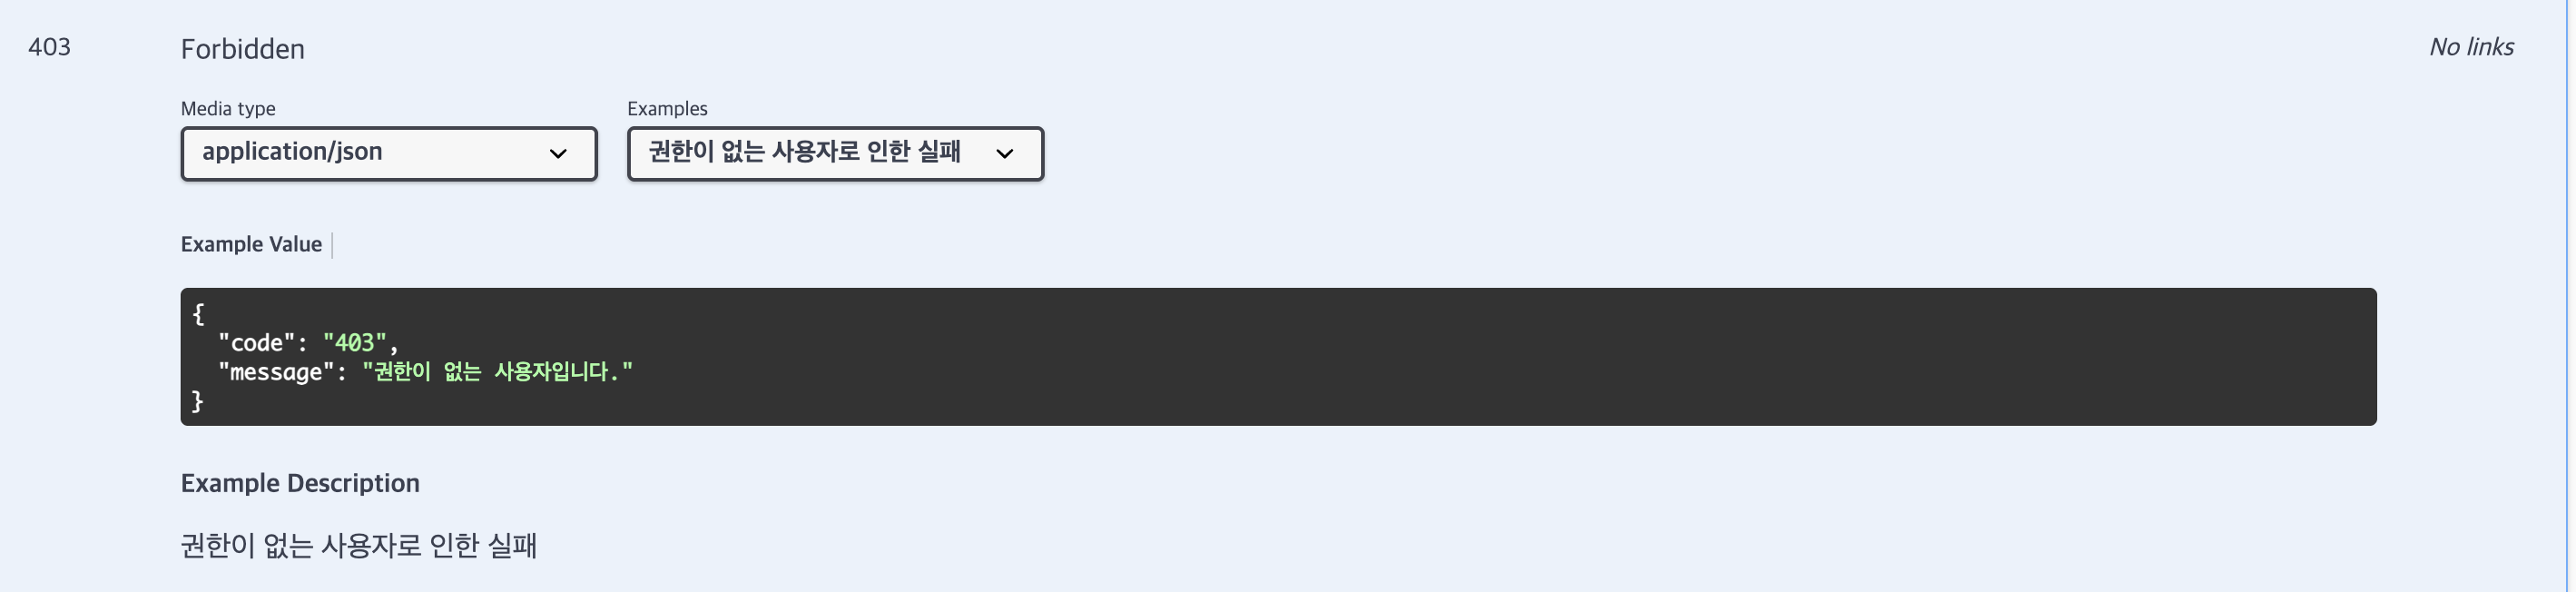 403 Forbidden No links
Media type Examples
application/json 권한이 없는 사용자로 인한 실패
Example Value
{
"code": "403",
"message": "권한이 없는 사용자입니다."
}
Example Description
권한이 없는 사용자로 인한 실패